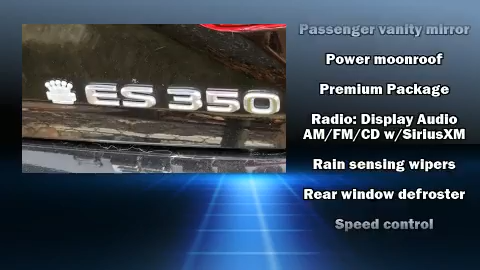 Passenger vanity mirror
Power moonroof
Premium Package
Radio: Display Audio
AM/FM/CD w/SiriusXM
Rain sensing wipers
Rear window defroster
Speed control
ES 350